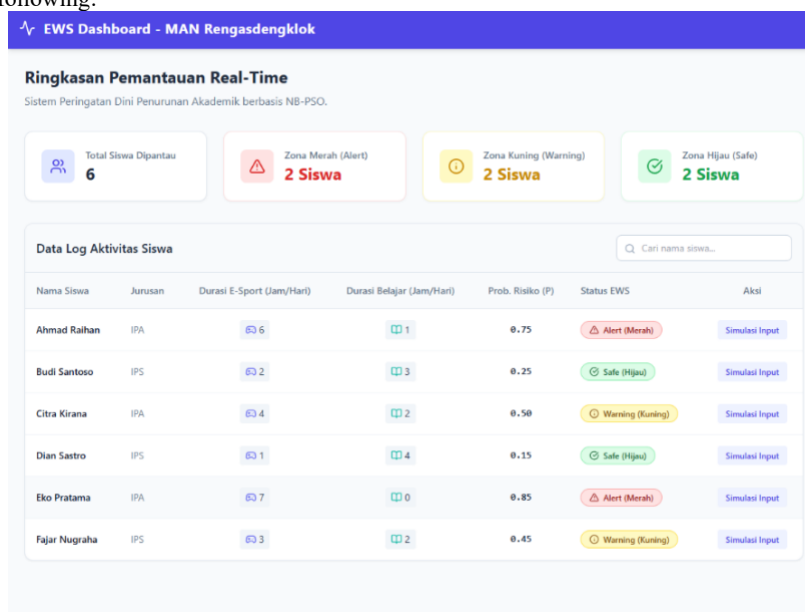 following:
EWS Dashboard - MAN Rengasdengklok
Ringkasan Pemantauan Real-Time
Sistem Peringatan Dini Penurunan Akademik berbasis NB-PSO.
Total Siswa Dipantau
6
Zona Merah (Alert)
2 Siswa
Zona Kuning (Warning)
2 Siswa
Zona Hijau (Safe)
2 Siswa
Data Log Aktivitas Siswa
Cari nama siswa...
Nama Siswa Jurusan Durasi E-Sport (Jam/Hari) Durasi Belajar (Jam/Hari) Prob. Risiko (P) Status EWS Aksi
Ahmad Raihan IPA 6 1 0.75 Alert (Merah) Simulasi Input
Budi Santoso IPS 2 3 0.25 Safe (Hijau) Simulasi Input
Citra Kirana IPA 4 2 0.50 Warning (Kuning) Simulasi Input
Dian Sastro IPS 1 4 0.15 Safe (Hijau) Simulasi Input
Eko Pratama IPA 7 0 0.85 Alert (Merah) Simulasi Input
Fajar Nugraha IPS 3 2 0.45 Warning (Kuning) Simulasi Input